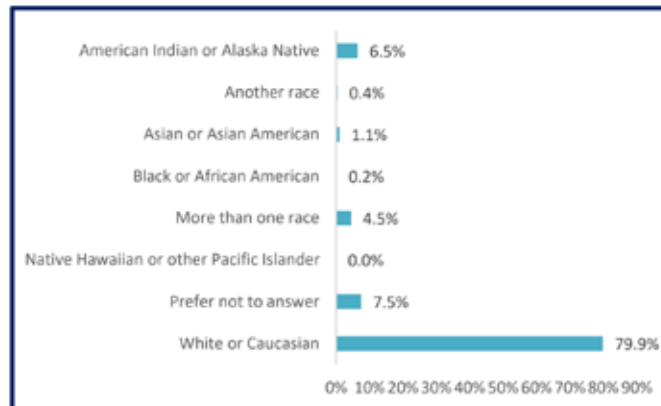 American Indian or Alaska Native 6.5%
Another race 0.4%
Asian or Asian American 1.1%
Black or African American 0.2%
More than one race 4.5%
Native Hawaiian or other Pacific Islander 0.0%
Prefer not to answer 7.5%
White or Caucasian 79.9%
0% 10% 20% 30% 40% 50% 60% 70% 80% 90%